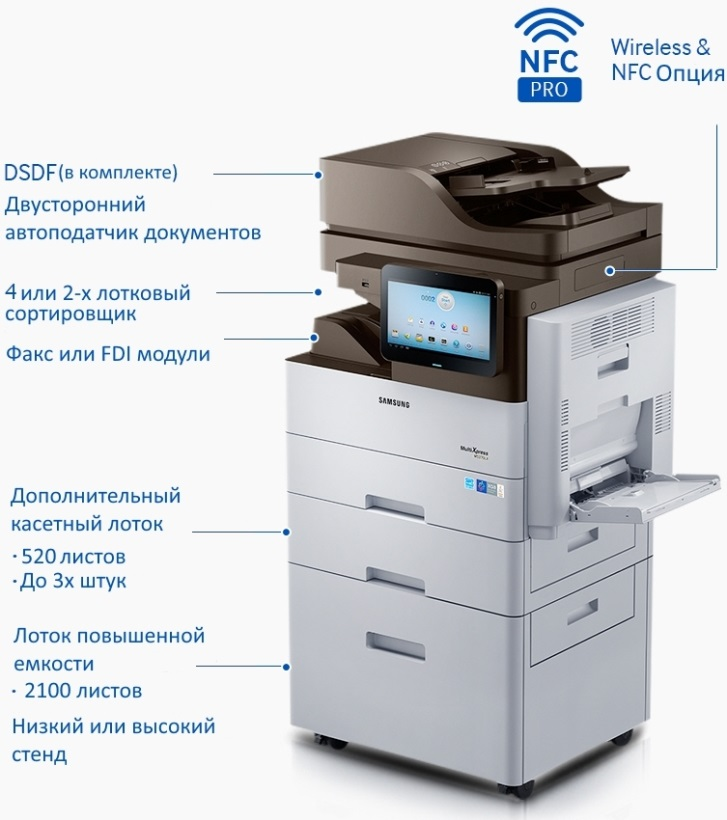 NFC
PRO
Wireless &
NFC Опция
DSDF(в комплекте)
Двусторонний
автоподатчик документов
4 или 2-х лотковый
сортировщик
Факс или FDI модули
SAMSUNG
MultiXpress
Дополнительный
касетный лоток
· 520 листов
· До 3х штук
Лоток повышенной
емкости
· 2100 листов
Низкий или высокий
стенд